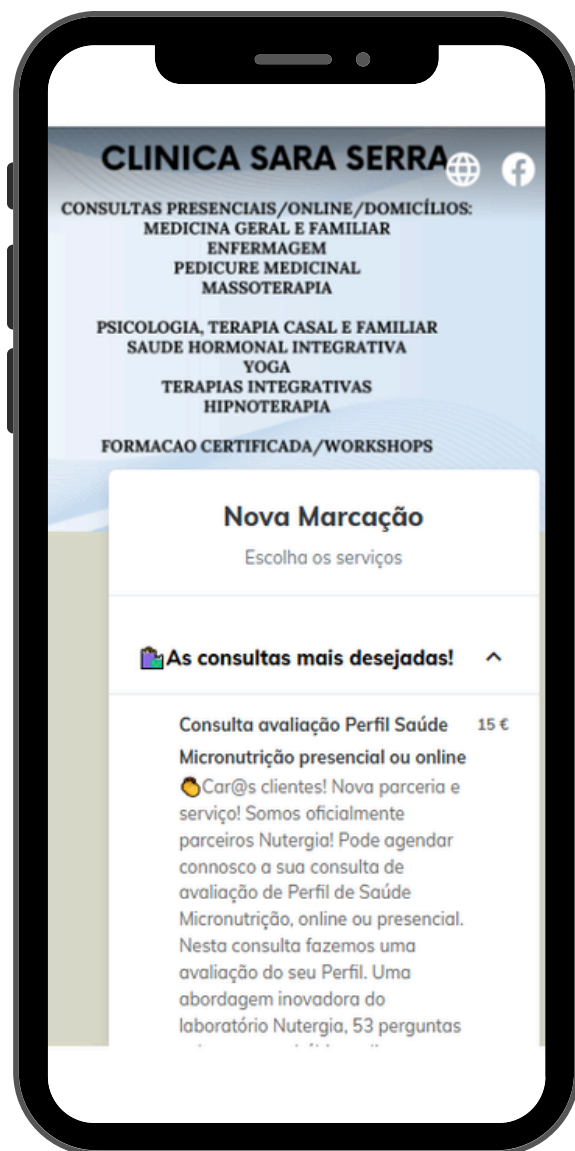 CLINICA SARA SERRA
CONSULTAS PRESENCIAIS/ONLINE/DOMICÍLIOS:
MEDICINA GERAL E FAMILIAR
ENFERMAGEM
PEDICURE MEDICINAL
MASSOTERAPIA
PSICOLOGIA, TERAPIA CASAL E FAMILIAR
SAUDE HORMONAL INTEGRATIVA
YOGA
TERAPIAS INTEGRATIVAS
HIPNOTERAPIA
FORMACAO CERTIFICADA/WORKSHOPS
Nova Marcação
Escolha os serviços
🛍️As consultas mais desejadas!
Consulta avaliação Perfil Saúde 15 €
Micronutrição presencial ou online
👏Car@s clientes! Nova parceria e
serviço! Somos oficialmente
parceiros Nutergia! Pode agendar
connosco a sua consulta de
avaliação de Perfil de Saúde
Micronutrição, online ou presencial.
Nesta consulta fazemos uma
avaliação do seu Perfil. Uma
abordagem inovadora do
laboratório Nutergia, 53 perguntas